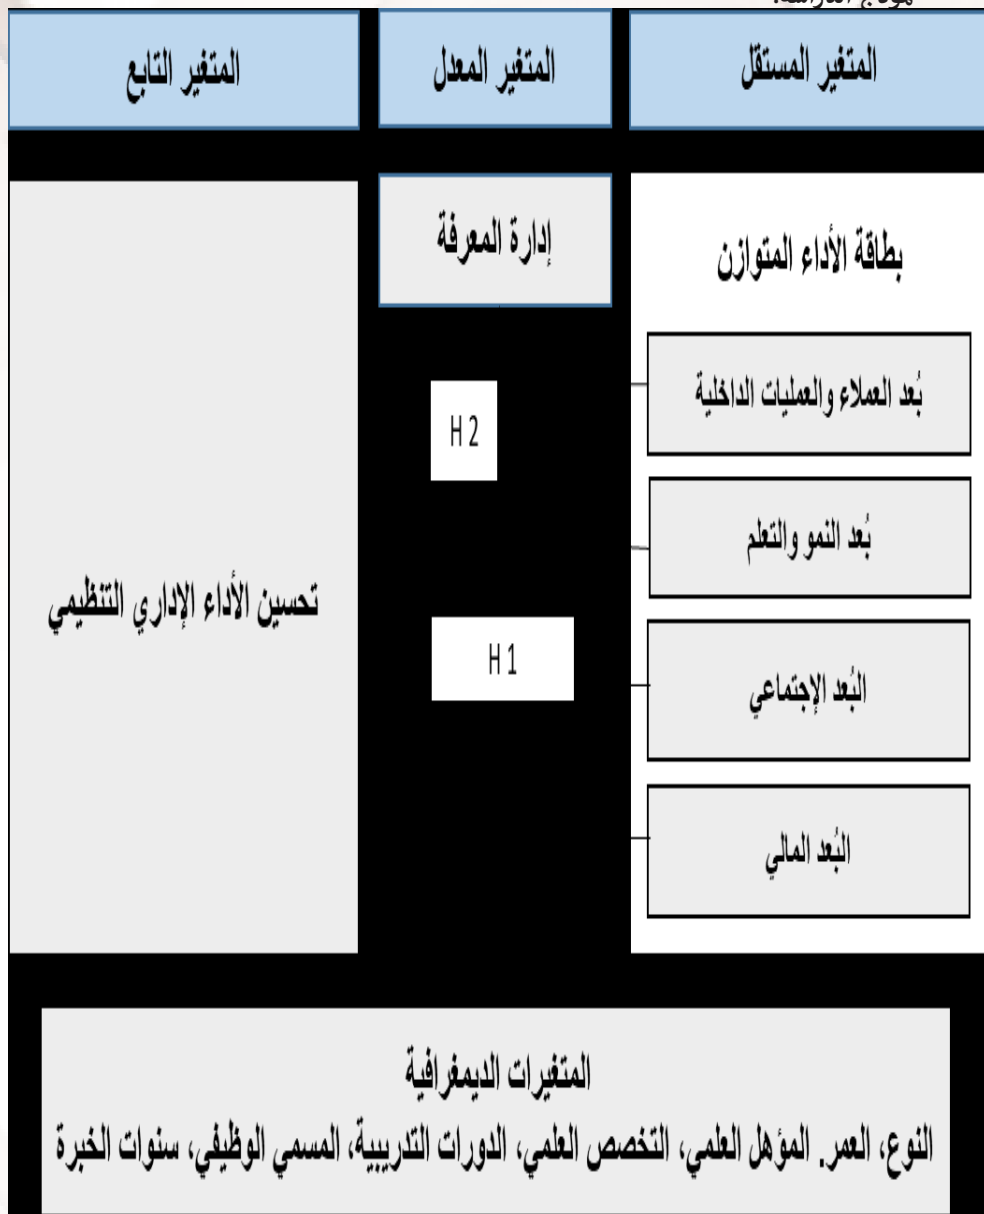 نموذج الدراسة:
المتغير المستقل
المتغير المعدل
المتغير التابع
بطاقة الأداء المتوازن
بُعد العملاء والعمليات الداخلية
بُعد النمو والتعلم
البُعد الإجتماعي
البُعد المالي
إدارة المعرفة
H 2
H 1
تحسين الأداء الإداري التنظيمي
المتغيرات الديمغرافية
النوع، العمر. المؤهل العلمي، التخصص العلمي، الدورات التدريبية، المسمي الوظيفي، سنوات الخبرة